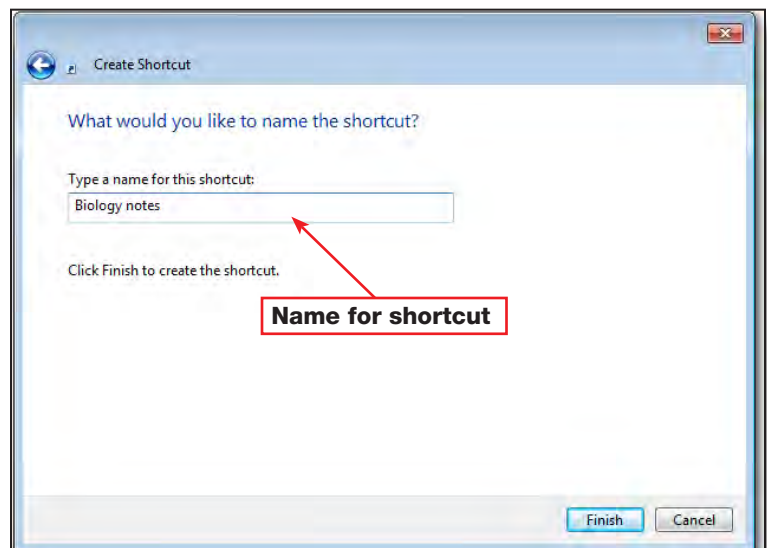 Create Shortcut
What would you like to name the shortcut?
Type a name for this shortcut:
Biology notes
Click Finish to create the shortcut.
Name for shortcut
Finish Cancel